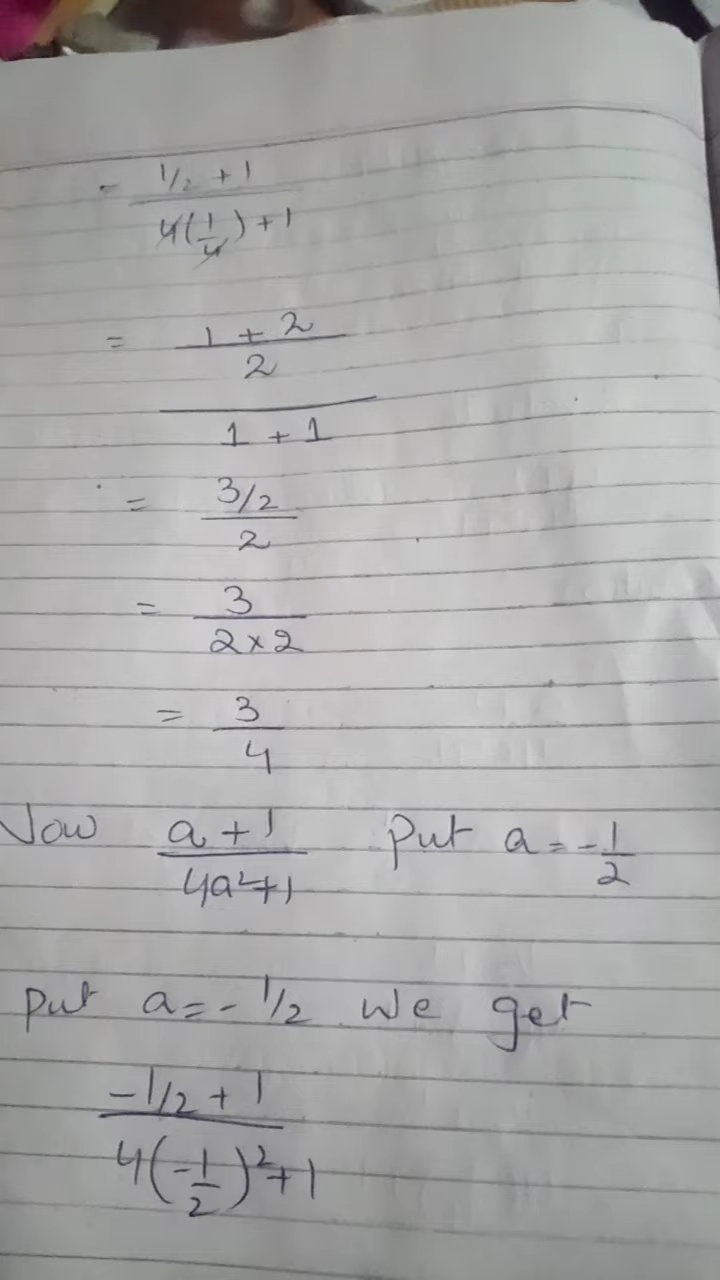 = 1/2 + 1
4(1/4) + 1
= 1 + 2
2
1 + 1
= 3/2
2
= 3
2×2
= 3
4
Now a + 1 Put a = -1/2
4a²+1
put a = -1/2 we get
-1/2 + 1
4(-1/2)²+1